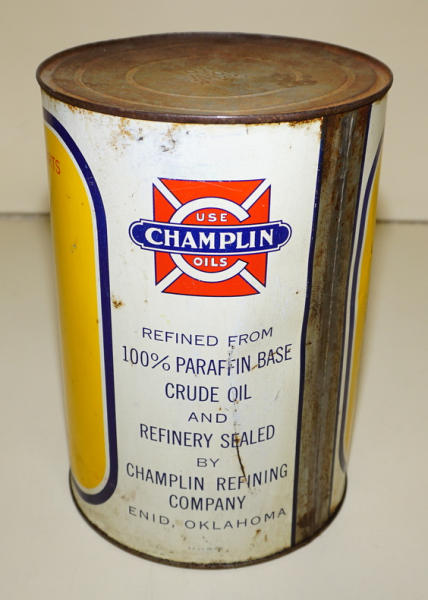 TS
USE
CHAMPLIN
OILS
REFINED FROM
100% PARAFFIN BASE
CRUDE OIL
AND
REFINERY SEALED
BY
CHAMPLIN REFINING
COMPANY
ENID, OKLAHOMA